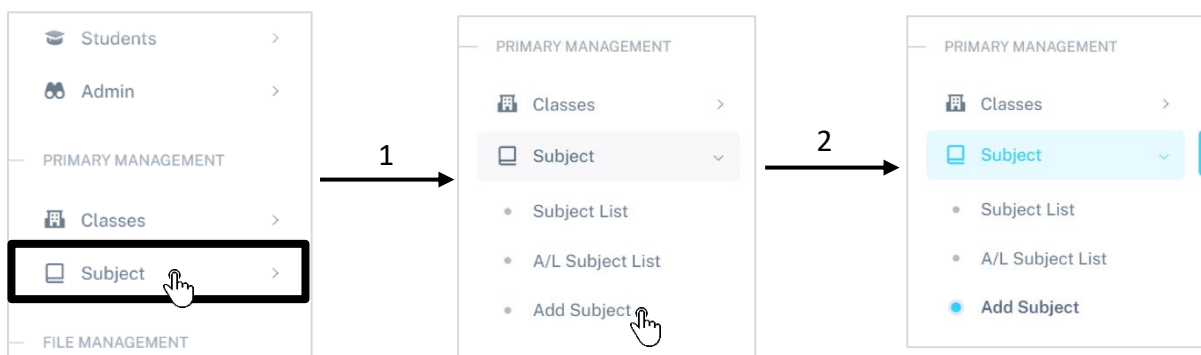 Students
Admin
PRIMARY MANAGEMENT
Classes
Subject
FILE MANAGEMENT
1
PRIMARY MANAGEMENT
Classes
Subject
Subject List
A/L Subject List
Add Subject
2
PRIMARY MANAGEMENT
Classes
Subject
Subject List
A/L Subject List
Add Subject